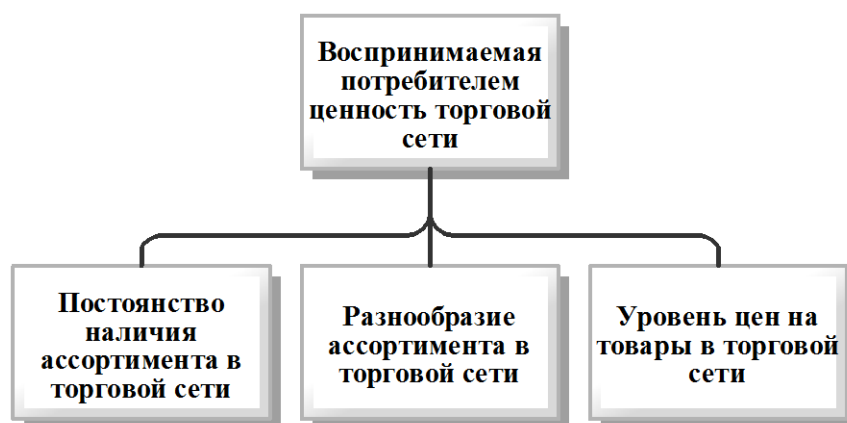 Воспринимаемая
потребителем
ценность торговой
сети
Постоянство
наличия
ассортимента в
торговой сети
Разнообразие
ассортимента в
торговой сети
Уровень цен на
товары в торговой
сети